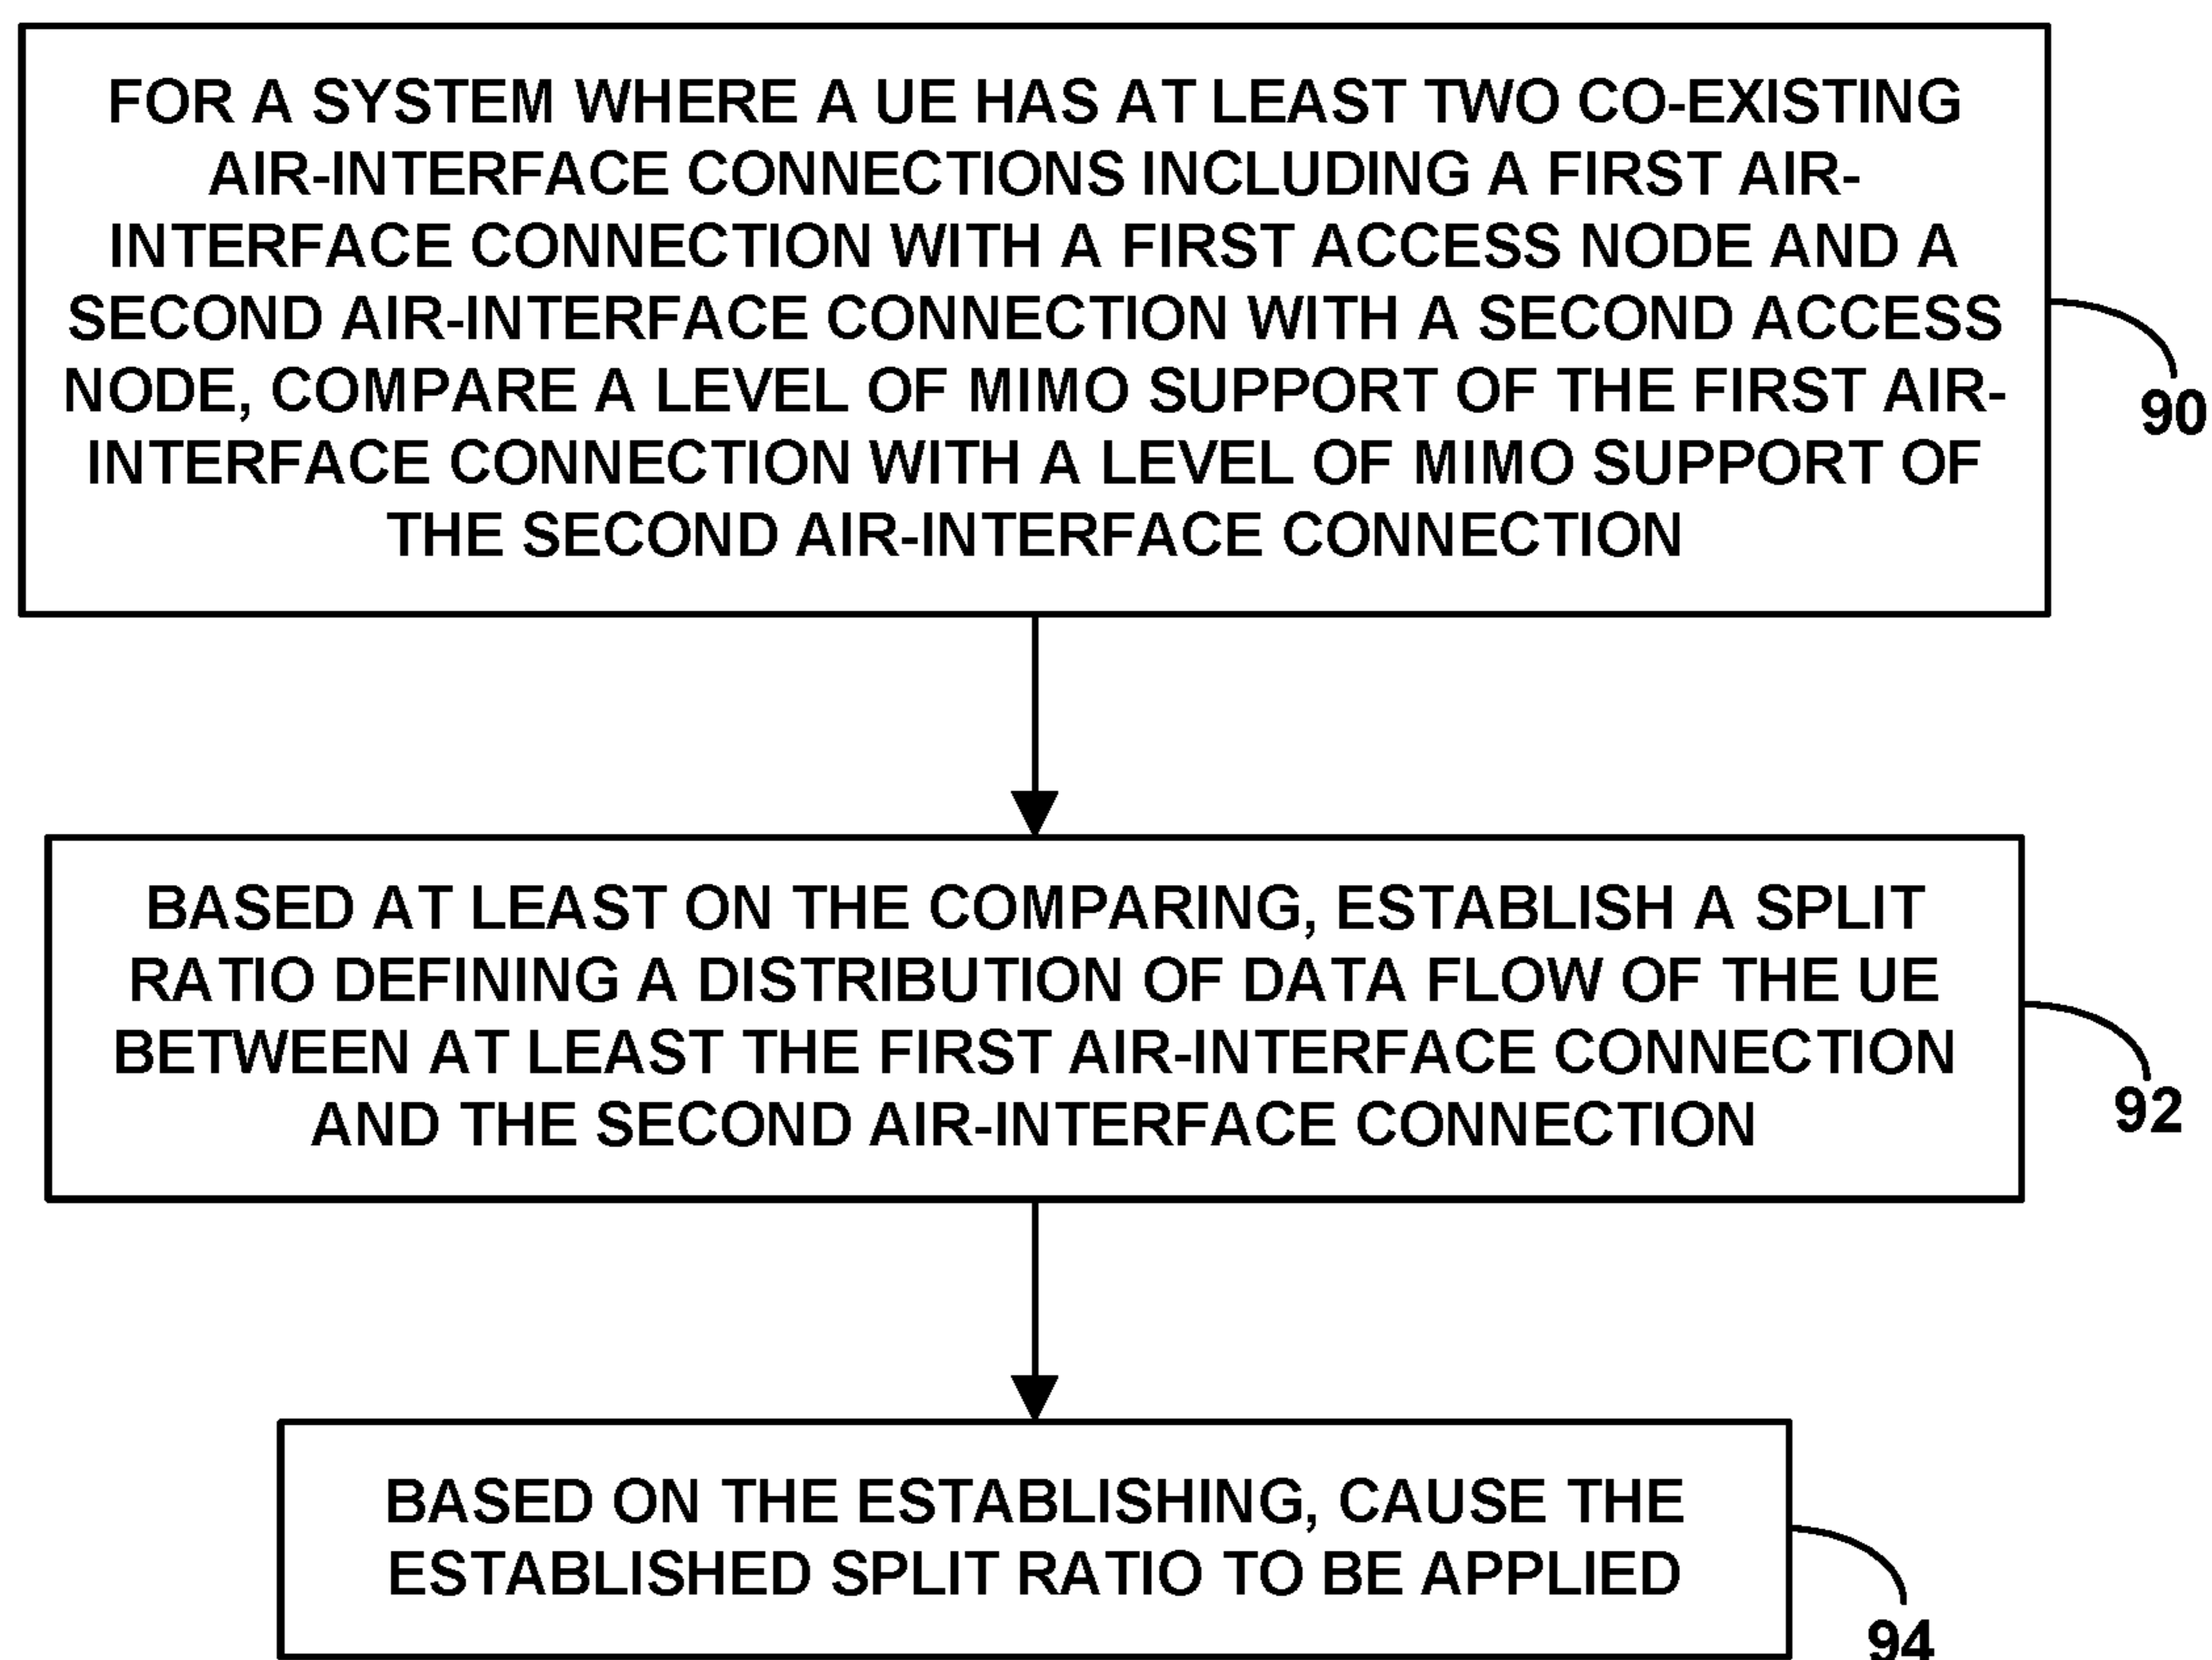 FOR A SYSTEM WHERE A UE HAS AT LEAST TWO CO-EXISTING
AIR-INTERFACE CONNECTIONS INCLUDING A FIRST AIR-
INTERFACE CONNECTION WITH A FIRST ACCESS NODE AND A
SECOND AIR-INTERFACE CONNECTION WITH A SECOND ACCESS
NODE, COMPARE A LEVEL OF MIMO SUPPORT OF THE FIRST AIR-
INTERFACE CONNECTION WITH A LEVEL OF MIMO SUPPORT OF
THE SECOND AIR-INTERFACE CONNECTION
90
BASED AT LEAST ON THE COMPARING, ESTABLISH A SPLIT
RATIO DEFINING A DISTRIBUTION OF DATA FLOW OF THE UE
BETWEEN AT LEAST THE FIRST AIR-INTERFACE CONNECTION
AND THE SECOND AIR-INTERFACE CONNECTION
92
BASED ON THE ESTABLISHING, CAUSE THE
ESTABLISHED SPLIT RATIO TO BE APPLIED
94